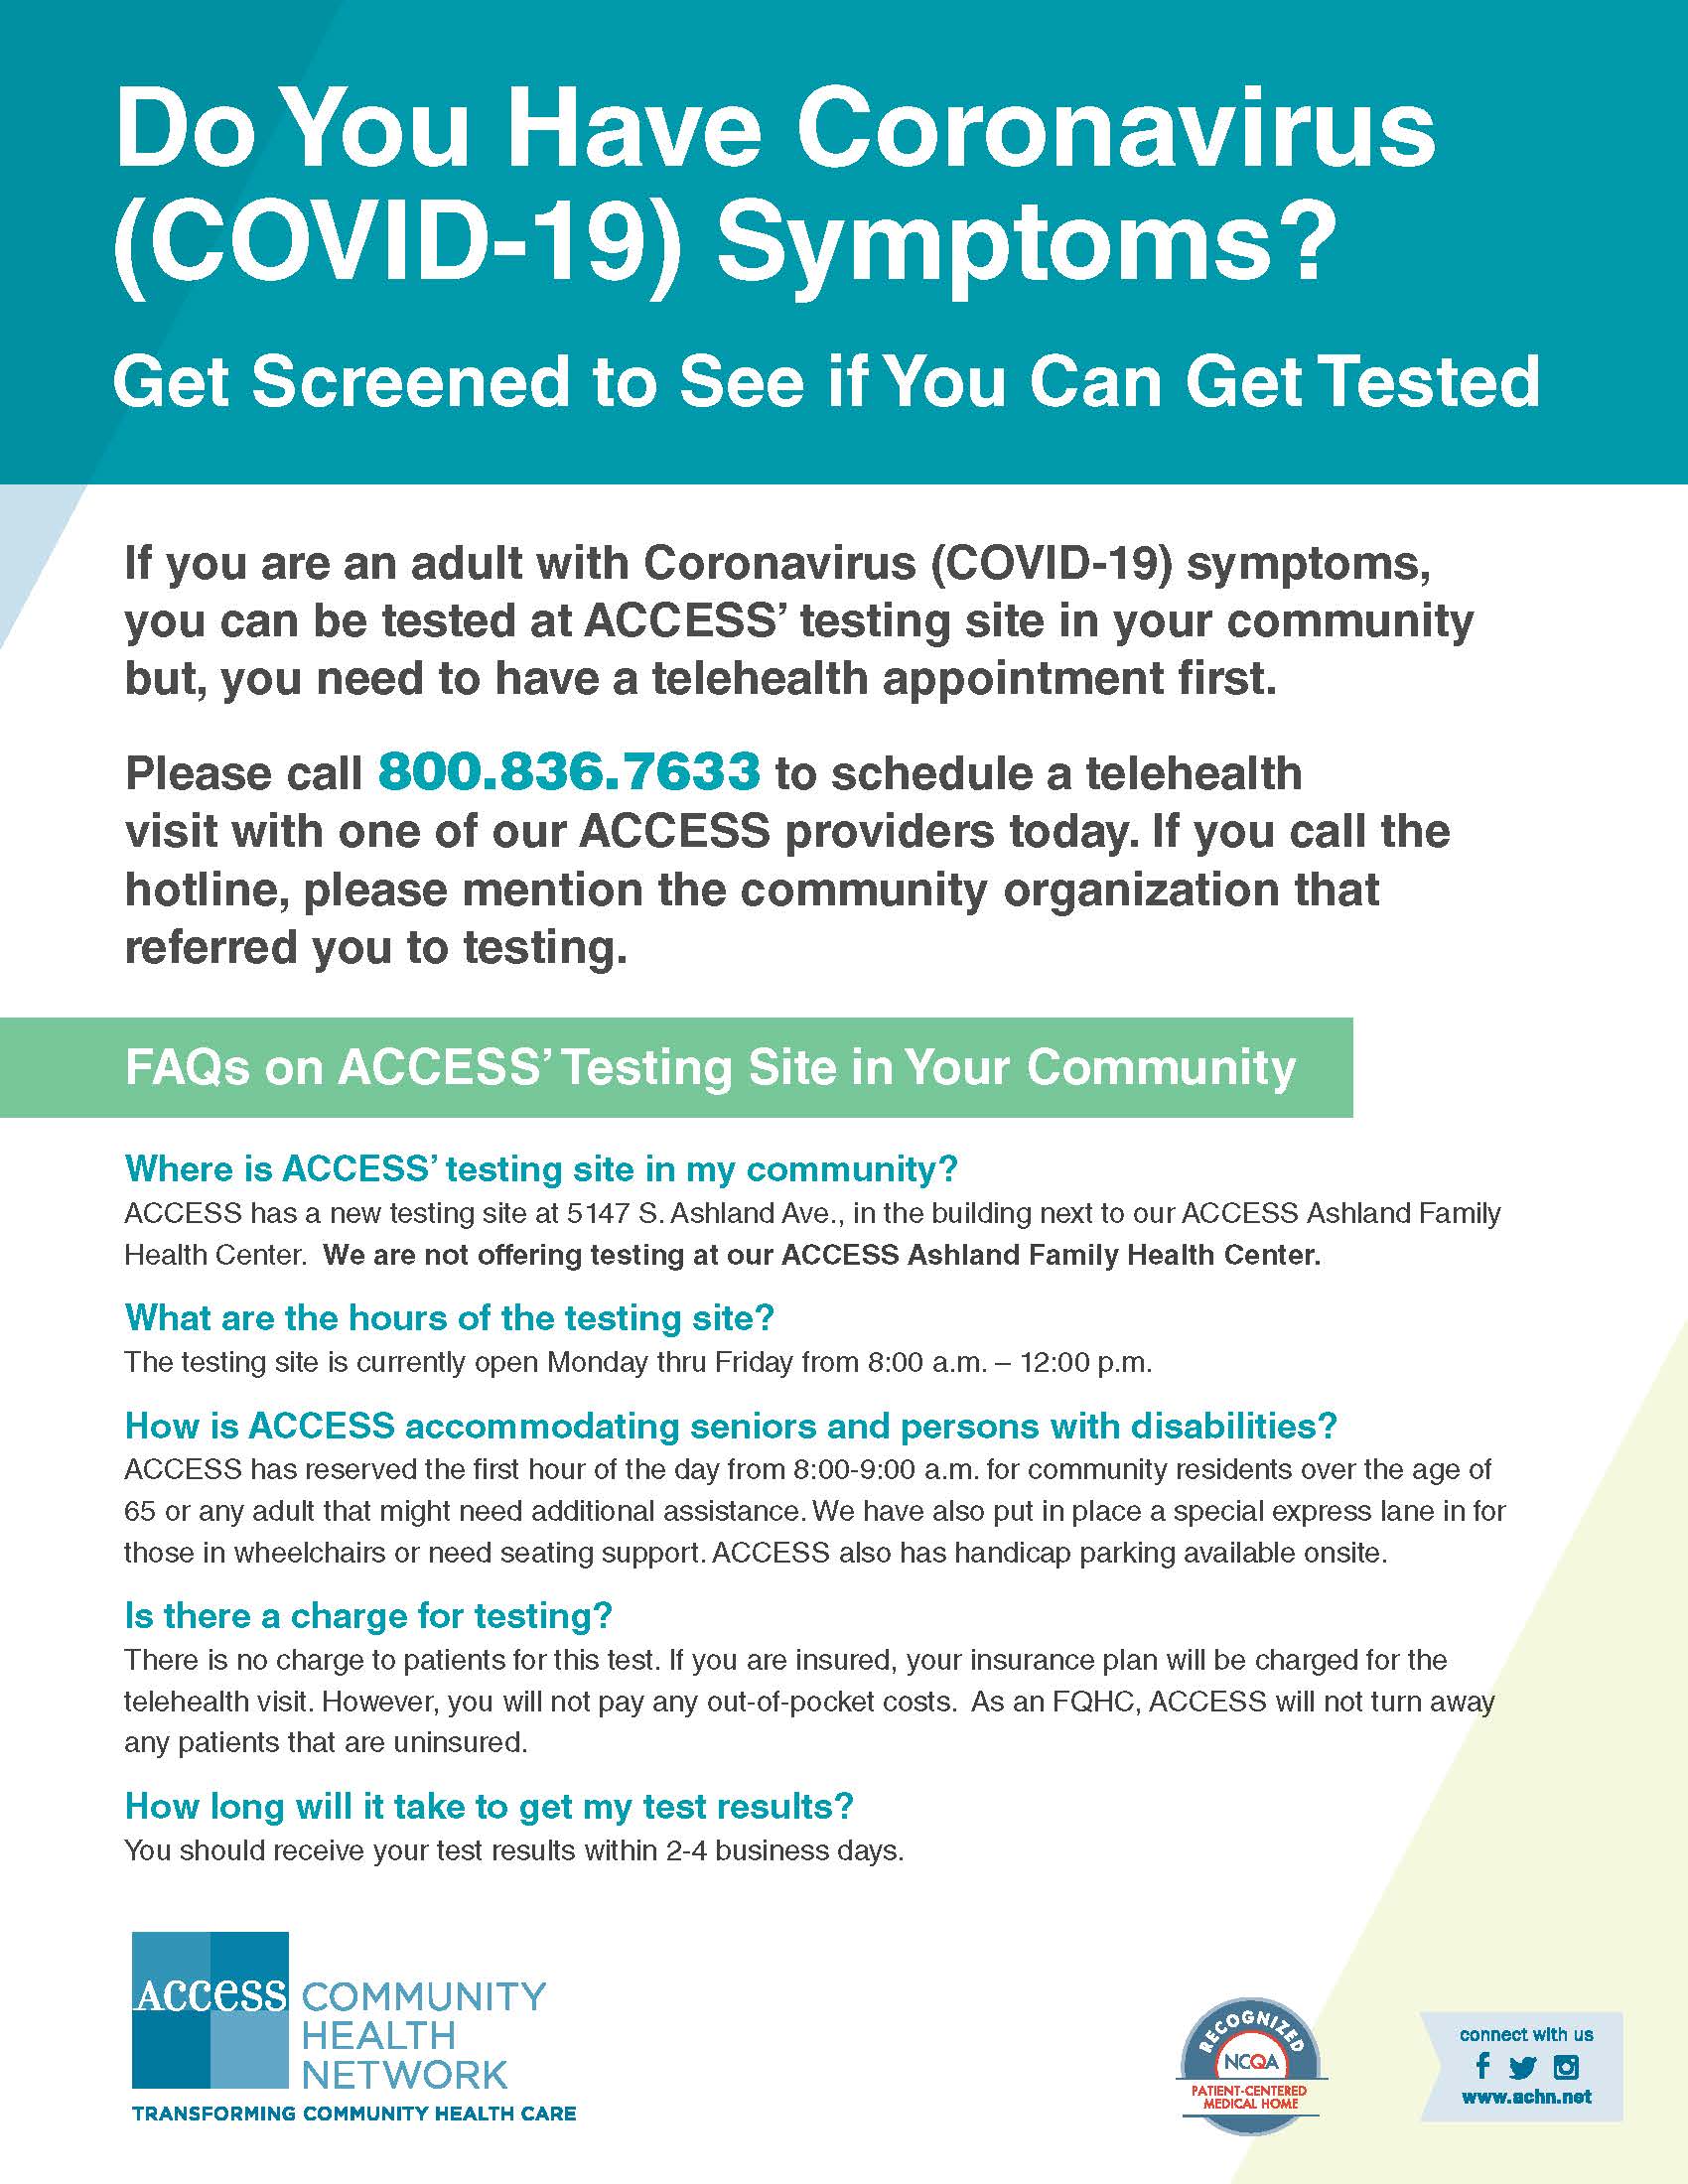 Do You Have Coronavirus
(COVID-19) Symptoms?
Get Screened to See if You Can Get Tested
If you are an adult with Coronavirus (COVID-19) symptoms,
you can be tested at ACCESS’ testing site in your community
but, you need to have a telehealth appointment first.
Please call 800.836.7633 to schedule a telehealth
visit with one of our ACCESS providers today. If you call the
hotline, please mention the community organization that
referred you to testing.
FAQs on ACCESS’ Testing Site in Your Community
Where is ACCESS’ testing site in my community?
ACCESS has a new testing site at 5147 S. Ashland Ave., in the building next to our ACCESS Ashland Family
Health Center. We are not offering testing at our ACCESS Ashland Family Health Center.
What are the hours of the testing site?
The testing site is currently open Monday thru Friday from 8:00 a.m. – 12:00 p.m.
How is ACCESS accommodating seniors and persons with disabilities?
ACCESS has reserved the first hour of the day from 8:00-9:00 a.m. for community residents over the age of
65 or any adult that might need additional assistance. We have also put in place a special express lane in for
those in wheelchairs or need seating support. ACCESS also has handicap parking available onsite.
Is there a charge for testing?
There is no charge to patients for this test. If you are insured, your insurance plan will be charged for the
telehealth visit. However, you will not pay any out-of-pocket costs. As an FQHC, ACCESS will not turn away
any patients that are uninsured.
How long will it take to get my test results?
You should receive your test results within 2-4 business days.
ACCESS COMMUNITY
HEALTH
NETWORK
TRANSFORMING COMMUNITY HEALTH CARE
RECOGNIZED
NCQA
PATIENT-CENTERED
MEDICAL HOME
connect with us
www.achn.net